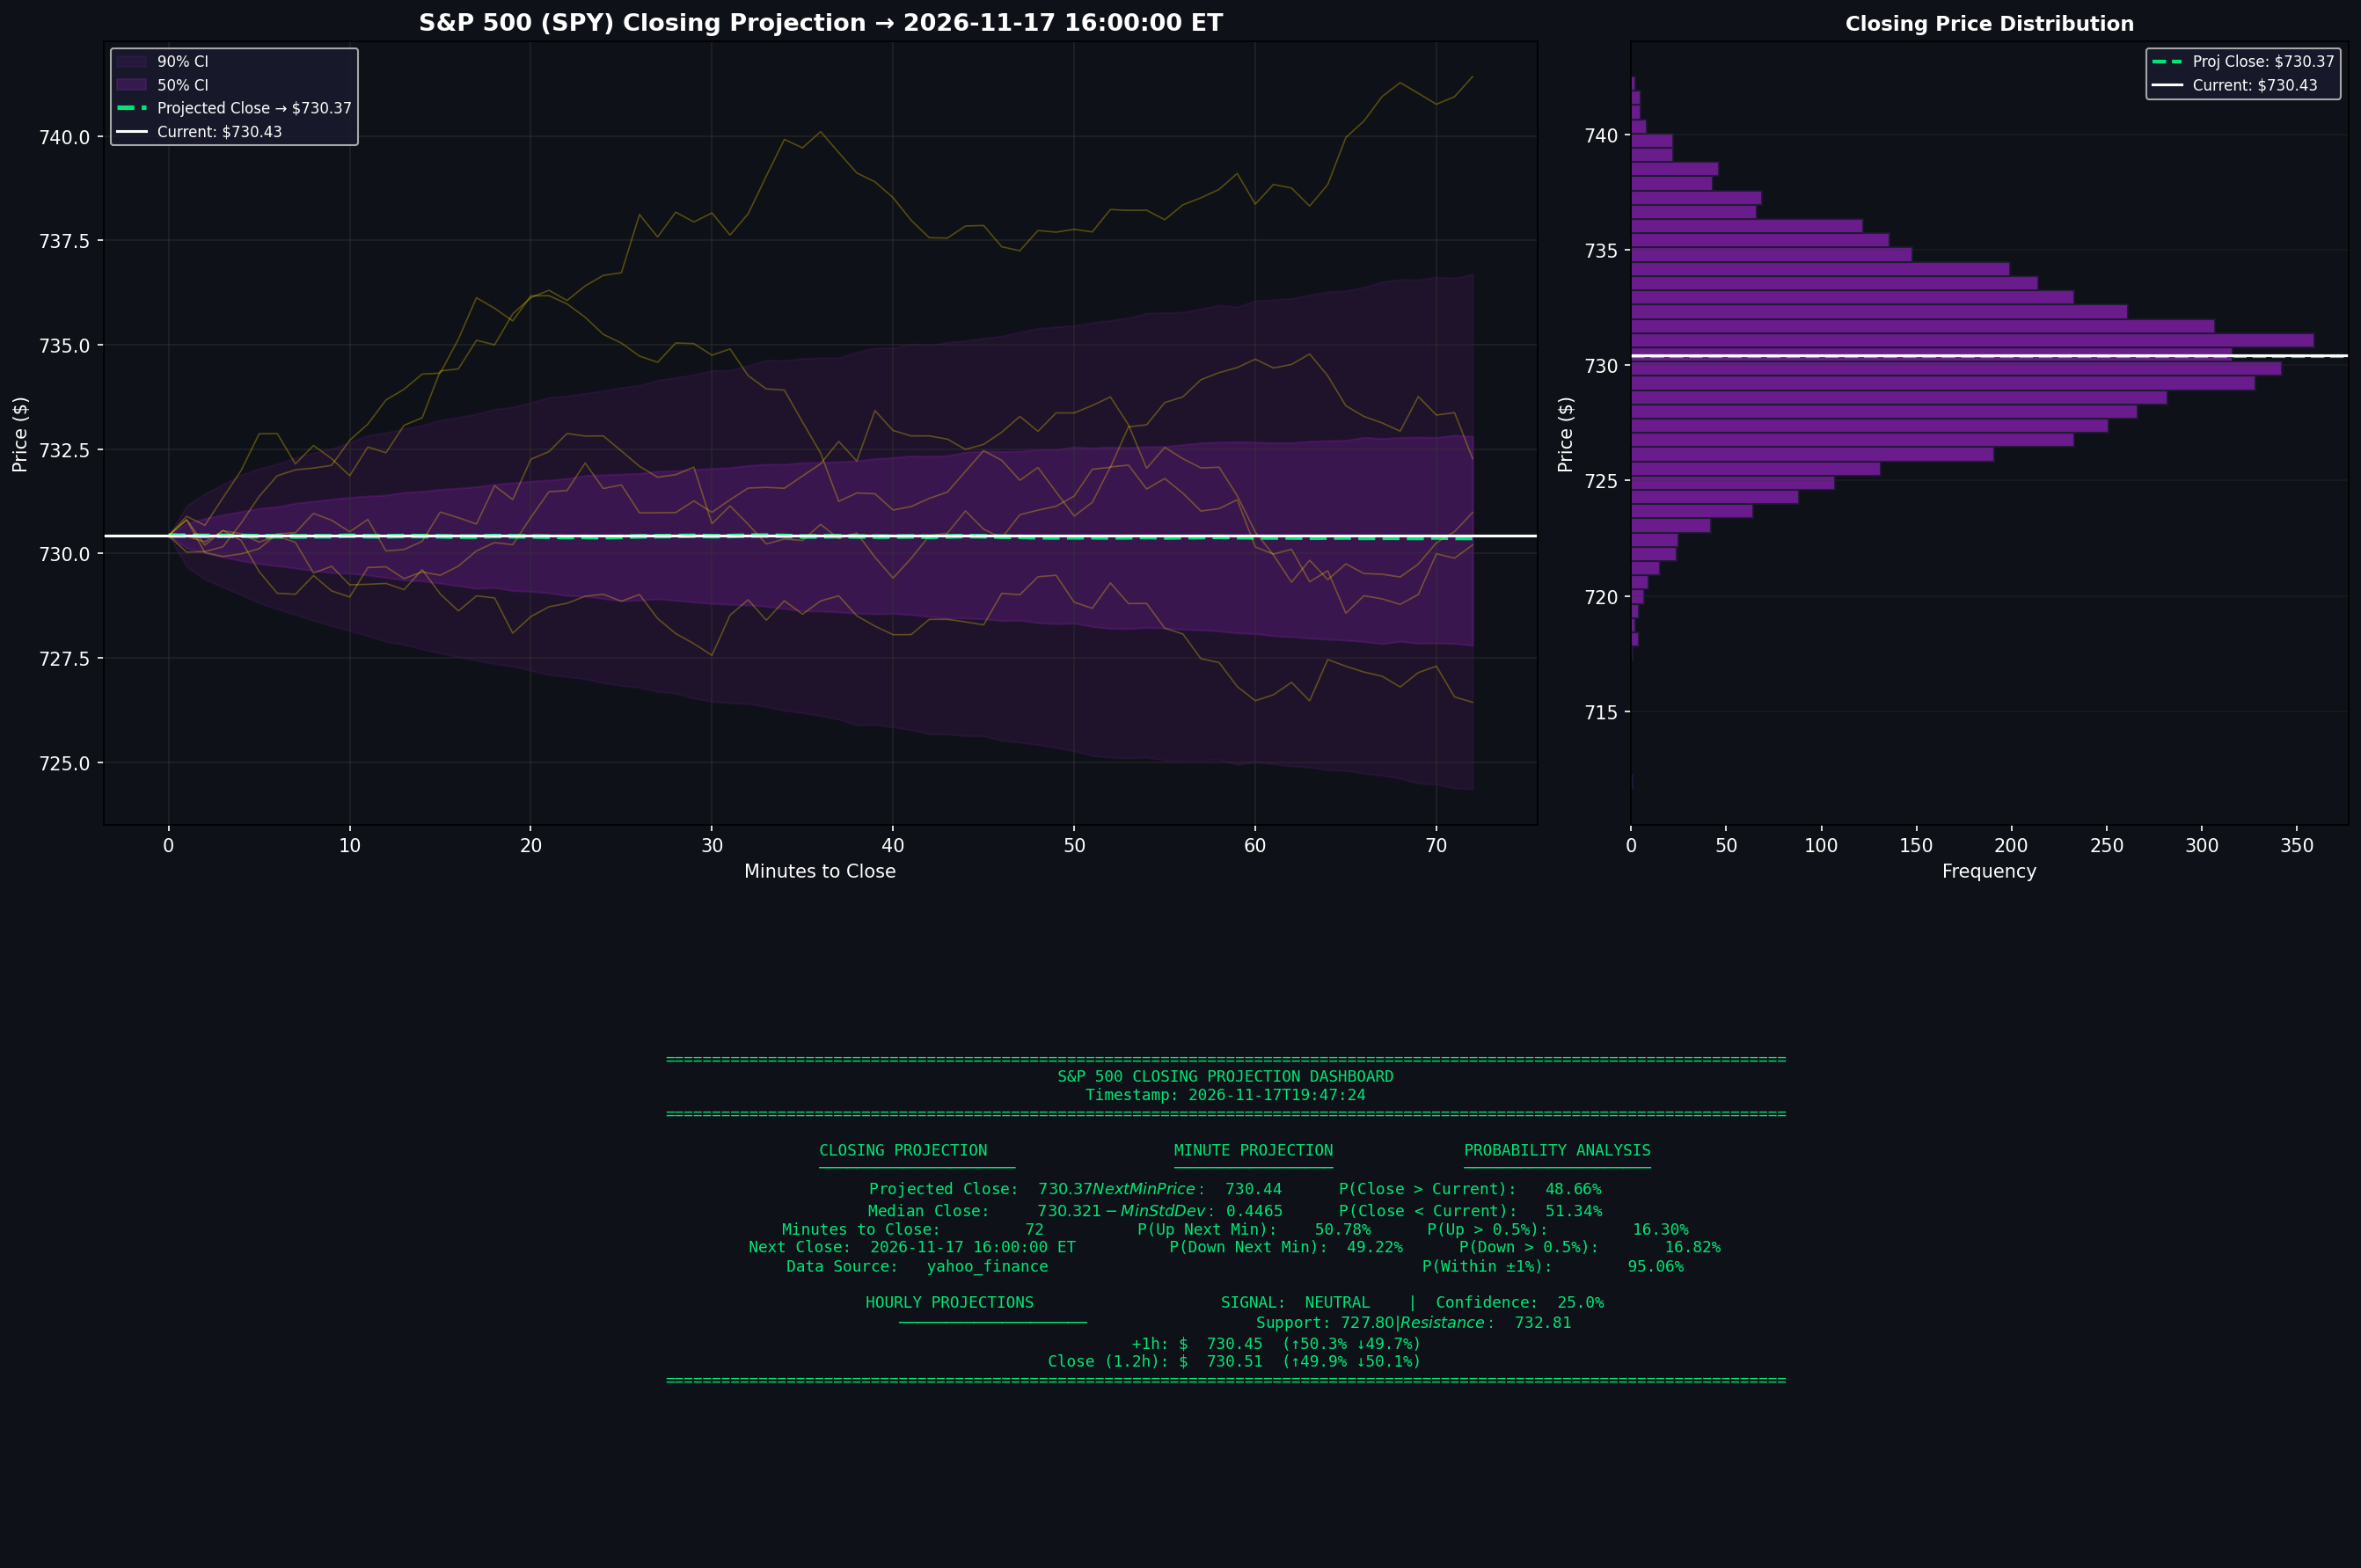 S&P 500 (SPY) Closing Projection → 2026-11-17 16:00:00 ET
90% CI
50% CI
Projected Close → $730.37
Current: $730.43
Price ($)
740.0
737.5
735.0
732.5
730.0
727.5
725.0
0 10 20 30 40 50 60 70
Minutes to Close
Closing Price Distribution
Proj Close: $730.37
Current: $730.43
Price ($)
740
735
730
725
720
715
0 50 100 150 200 250 300 350
Frequency
================================================================================
S&P 500 CLOSING PROJECTION DASHBOARD
Timestamp: 2026-11-17T19:47:24
================================================================================
CLOSING PROJECTION MINUTE PROJECTION PROBABILITY ANALYSIS
Projected Close: 730.37NextMinPrice: 730.44 P(Close > Current): 48.66%
Median Close: 730.321-MinStdDev: 0.4465 P(Close < Current): 51.34%
Minutes to Close: 72 P(Up Next Min): 50.78% P(Up > 0.5%): 16.30%
Next Close: 2026-11-17 16:00:00 ET P(Down Next Min): 49.22% P(Down > 0.5%): 16.82%
Data Source: yahoo_finance P(Within ±1%): 95.06%
HOURLY PROJECTIONS SIGNAL: NEUTRAL | Confidence: 25.0%
Support: 727.80|Resistance: 732.81
+1h: $ 730.45 (↑50.3% ↓49.7%)
Close (1.2h): $ 730.51 (↑49.9% ↓50.1%)
================================================================================